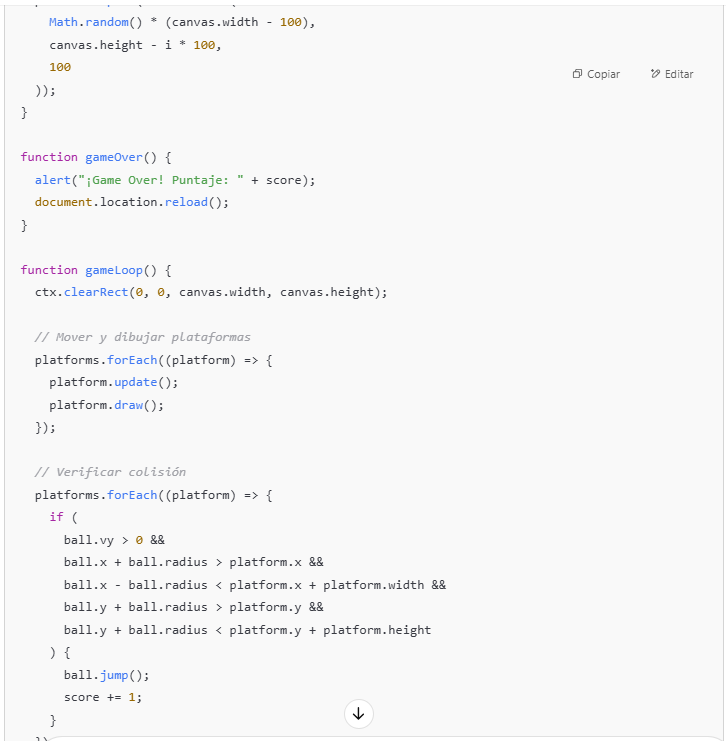 Math.random() * (canvas.width - 100),
canvas.height - i * 100,
100
Copiar
Editar
));
}
function gameOver() {
alert("¡Game Over! Puntaje: " + score);
document.location.reload();
}
function gameLoop() {
ctx.clearRect(0, 0, canvas.width, canvas.height);
// Mover y dibujar plataformas
platforms.forEach((platform) => {
platform.update();
platform.draw();
});
// Verificar colisión
platforms.forEach((platform) => {
if (
ball.vy > 0 &&
ball.x + ball.radius > platform.x &&
ball.x - ball.radius < platform.x + platform.width &&
ball.y + ball.radius > platform.y &&
ball.y + ball.radius < platform.y + platform.height
) {
ball.jump();
score += 1;
}